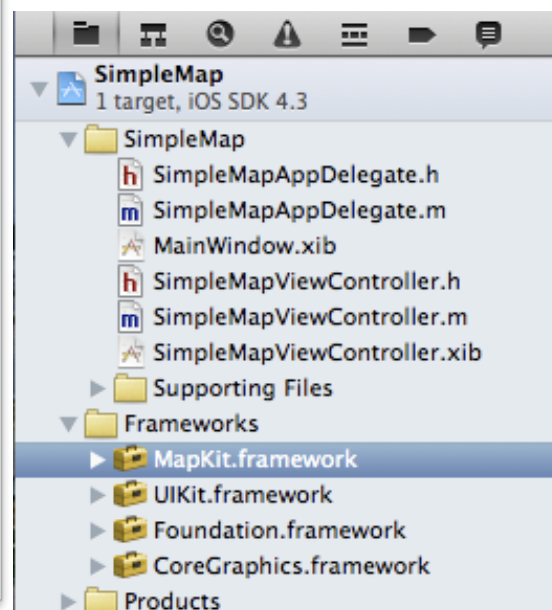 SimpleMap
1 target, iOS SDK 4.3
SimpleMap
h SimpleMapAppDelegate.h
m SimpleMapAppDelegate.m
MainWindow.xib
h SimpleMapViewController.h
m SimpleMapViewController.m
SimpleMapViewController.xib
Supporting Files
Frameworks
MapKit.framework
UIKit.framework
Foundation.framework
CoreGraphics.framework
Products